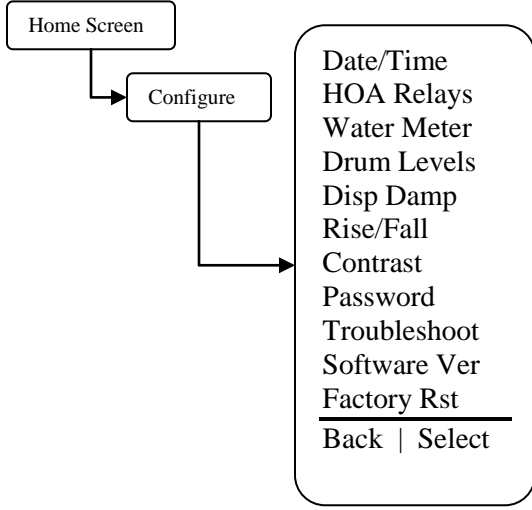 Home Screen
Configure
Date/Time
HOA Relays
Water Meter
Drum Levels
Disp Damp
Rise/Fall
Contrast
Password
Troubleshoot
Software Ver
Factory Rst
Back | Select